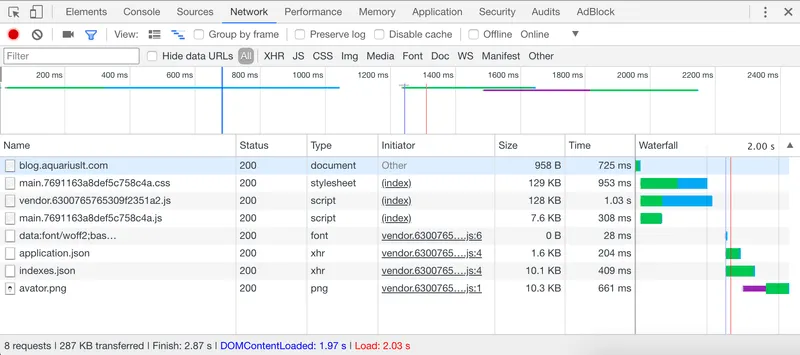 Elements Console Sources Network Performance Memory Application Security Audits AdBlock
View: Group by frame Preserve log Disable cache Offline Online
Filter Hide data URLs All XHR JS CSS Img Media Font Doc WS Manifest Other
200 ms 400 ms 600 ms 800 ms 1000 ms 1200 ms 1400 ms 1600 ms 1800 ms 2000 ms 2200 ms 2400 ms
Name Status Type Initiator Size Time Waterfall 2.00 s
blog.aquariuslt.com 200 document Other 958 B 725 ms
main.7691163a8def5c758c4a.css 200 stylesheet (index) 129 KB 953 ms
vendor.6300765765309f2351a2.js 200 script (index) 128 KB 1.03 s
main.7691163a8def5c758c4a.js 200 script (index) 7.6 KB 308 ms
data:font/woff2;bas… 200 font vendor.6300765….js:6 0 B 28 ms
application.json 200 xhr vendor.6300765….js:4 1.6 KB 204 ms
indexes.json 200 xhr vendor.6300765….js:4 10.1 KB 409 ms
avator.png 200 png vendor.6300765….js:1 10.3 KB 661 ms
8 requests | 287 KB transferred | Finish: 2.87 s | DOMContentLoaded: 1.97 s | Load: 2.03 s